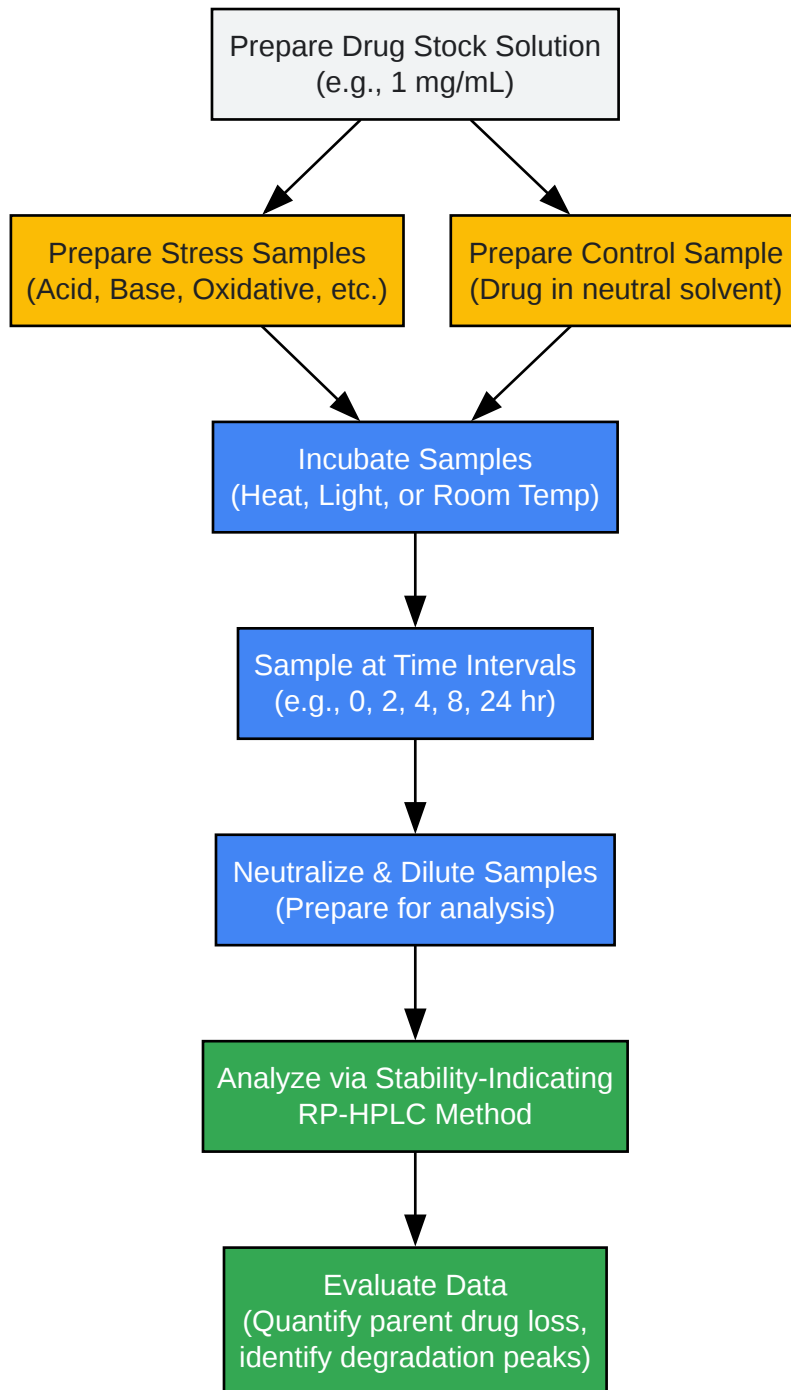 Prepare Drug Stock Solution
(e.g., 1 mg/mL)
Prepare Stress Samples
(Acid, Base, Oxidative, etc.)
Prepare Control Sample
(Drug in neutral solvent)
Incubate Samples
(Heat, Light, or Room Temp)
Sample at Time Intervals
(e.g., 0, 2, 4, 8, 24 hr)
Neutralize & Dilute Samples
(Prepare for analysis)
Analyze via Stability-Indicating
RP-HPLC Method
Evaluate Data
(Quantify parent drug loss,
identify degradation peaks)